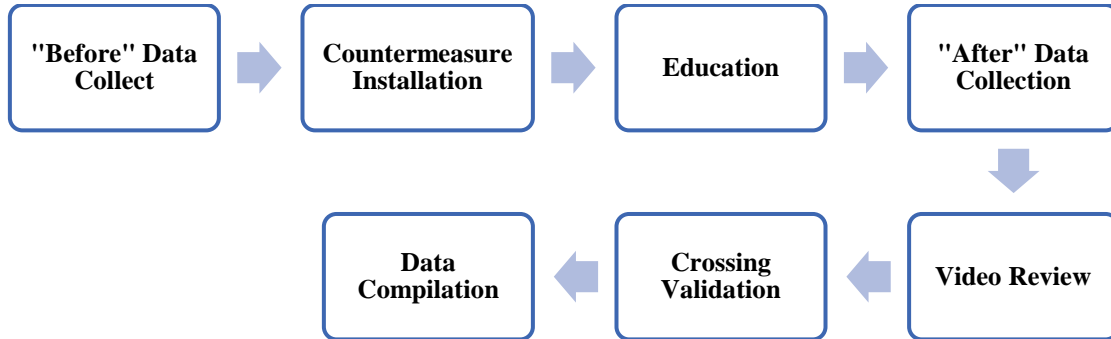 "Before" Data
Collect
Countermeasure
Installation
Education
"After" Data
Collection
Video Review
Crossing
Validation
Data
Compilation